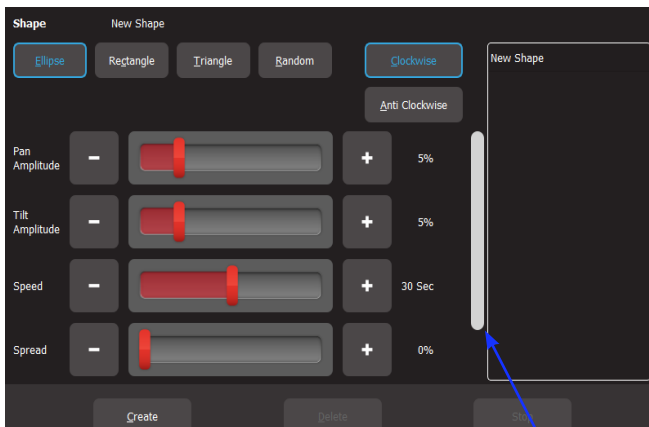 Shape New Shape
Ellipse Rectangle Triangle Random Clockwise New Shape
Anti Clockwise
Pan
Amplitude - + 5%
Tilt
Amplitude - + 5%
Speed - + 30 Sec
Spread - + 0%
Create Delete Stop